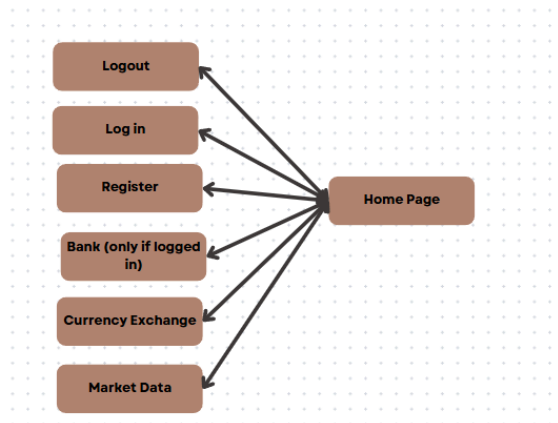 Logout
Log in
Register
Home Page
Bank (only if logged
in)
Currency Exchange
Market Data